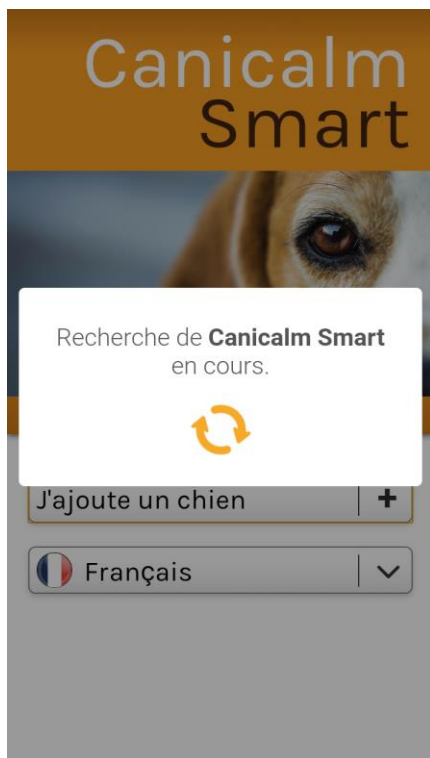 Canicalm
Smart
Recherche de Canicalm Smart
en cours.
J'ajoute un chien
Français